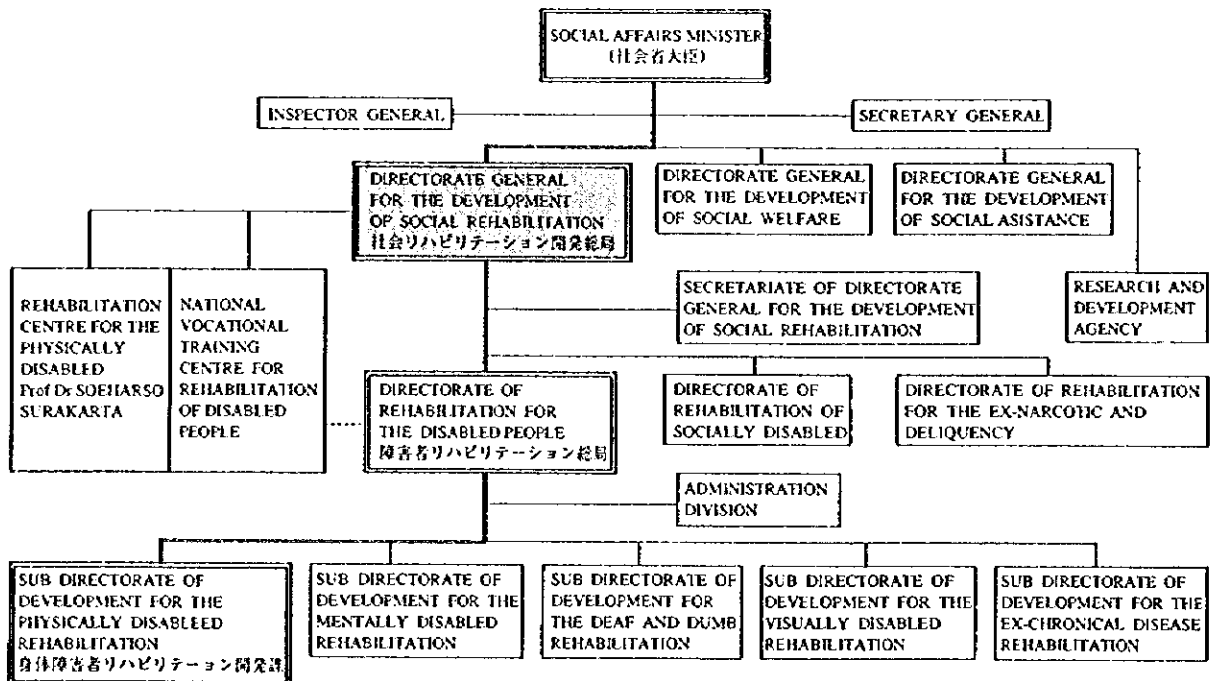 SOCIAL AFFAIRS MINISTER
(社会省大臣)
INSPECTOR GENERAL
SECRETARY GENERAL
DIRECTORATE GENERAL
FOR THE DEVELOPMENT
OF SOCIAL REHABILITATION
社会リハビリテーション開発総局
DIRECTORATE GENERAL
FOR THE DEVELOPMENT
OF SOCIAL WELFARE
DIRECTORATE GENERAL
FOR THE DEVELOPMENT
OF SOCIAL ASISTANCE
REHABILITATION
CENTRE FOR THE
PHYSICALLY
DISABLED
Prof Dr SOEHARSO
SURAKARTA
NATIONAL
VOCATIONAL
TRAINING
CENTRE FOR
REHABILITATION
OF DISABLED
PEOPLE
SECRETARIATE OF DIRECTORATE
GENERAL FOR THE DEVELOPMENT
OF SOCIAL REHABILITATION
RESEARCH AND
DEVELOPMENT
AGENCY
DIRECTORATE OF
REHABILITATION FOR
THE DISABLED PEOPLE
障害者リハビリテーション総局
DIRECTORATE OF
REHABILITATION OF
SOCIALLY DISABLED
DIRECTORATE OF REHABILITATION
FOR THE EX-NARCOTIC AND
DELIQUENCY
ADMINISTRATION
DIVISION
SUB DIRECTORATE OF
DEVELOPMENT FOR THE
PHYSICALLY DISABLEED
REHABILITATION
身体障害者リハビリテーョン開発課
SUB DIRECTORATE OF
DEVELOPMENT FOR THE
MENTALLY DISABLED
REHABILITATION
SUB DIRECTORATE OF
DEVELOPMENT FOR
THE DEAF AND DUMB
REHABILITATION
SUB DIRECTORATE OF
DEVELOPMENT FOR THE
VISUALLY DISABLED
REHABILITATION
SUB DIRECTORATE OF
DEVELOPMENT FOR THE
EX-CHRONICAL DISEASE
REHABILITATION